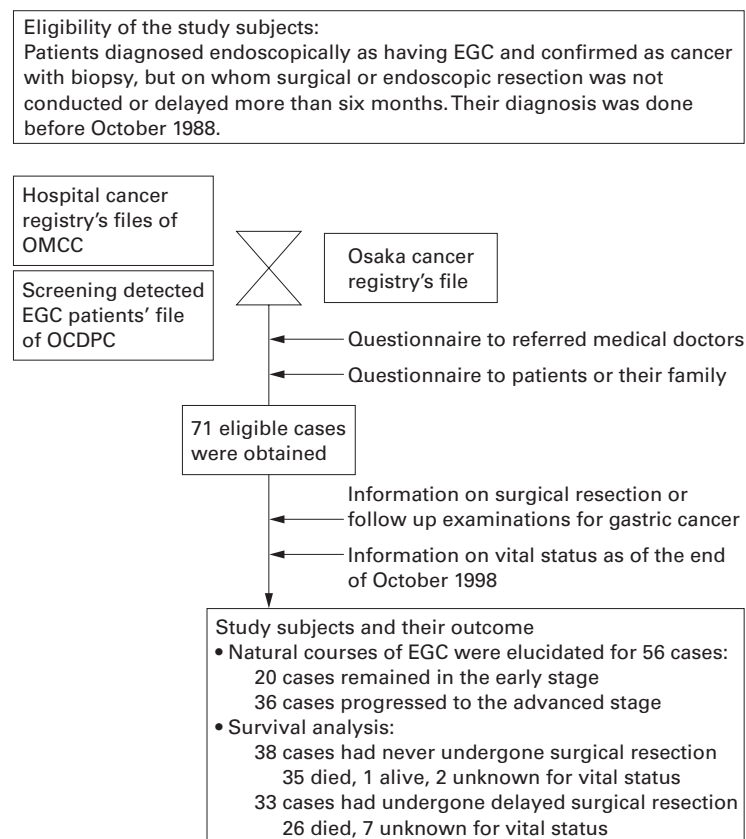 Eligibility of the study subjects:
Patients diagnosed endoscopically as having EGC and confirmed as cancer
with biopsy, but on whom surgical or endoscopic resection was not
conducted or delayed more than six months. Their diagnosis was done
before October 1988.
Hospital cancer
registry's files of
OMCC
Screening detected
EGC patients' file
of OCDPC
Osaka cancer
registry's file
Questionnaire to referred medical doctors
Questionnaire to patients or their family
71 eligible cases
were obtained
Information on surgical resection or
follow up examinations for gastric cancer
Information on vital status as of the end
of October 1998
Study subjects and their outcome
• Natural courses of EGC were elucidated for 56 cases:
20 cases remained in the early stage
36 cases progressed to the advanced stage
• Survival analysis:
38 cases had never undergone surgical resection
35 died, 1 alive, 2 unknown for vital status
33 cases had undergone delayed surgical resection
26 died, 7 unknown for vital status